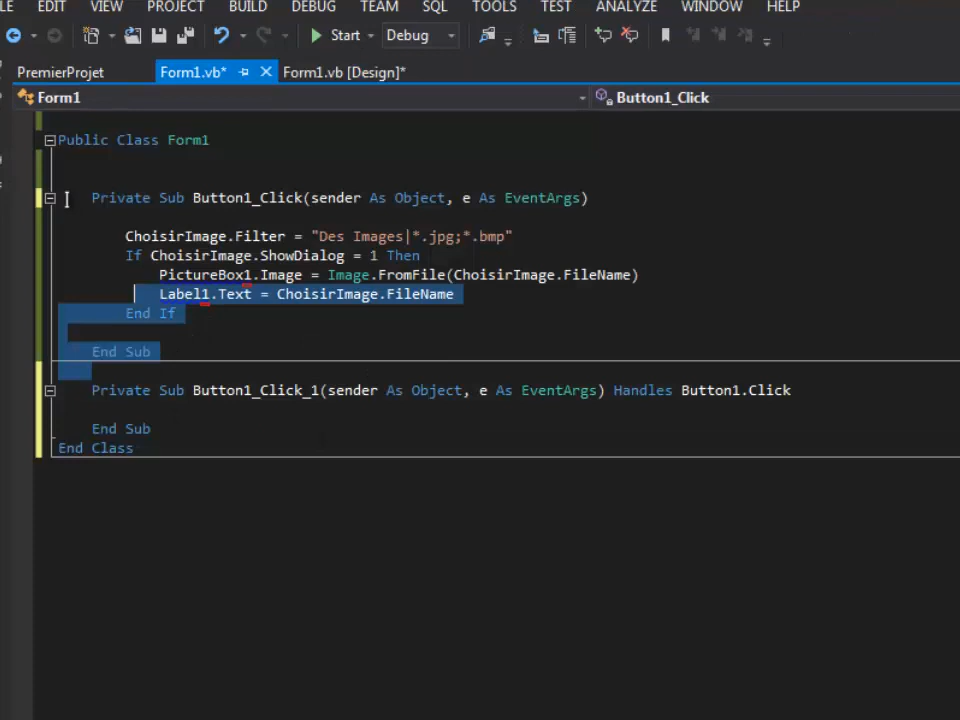 LE EDIT VIEW PROJECT BUILD DEBUG TEAM SQL TOOLS TEST ANALYZE WINDOW HELP
Start Debug
PremierProjet Form1.vb* Form1.vb [Design]*
Form1 Button1_Click
Public Class Form1
Private Sub Button1_Click(sender As Object, e As EventArgs)
ChoisirImage.Filter = "Des Images|*.jpg;*.bmp"
If ChoisirImage.ShowDialog = 1 Then
PictureBox1.Image = Image.FromFile(ChoisirImage.FileName)
Label1.Text = ChoisirImage.FileName
End If
End Sub
Private Sub Button1_Click_1(sender As Object, e As EventArgs) Handles Button1.Click
End Sub
End Class